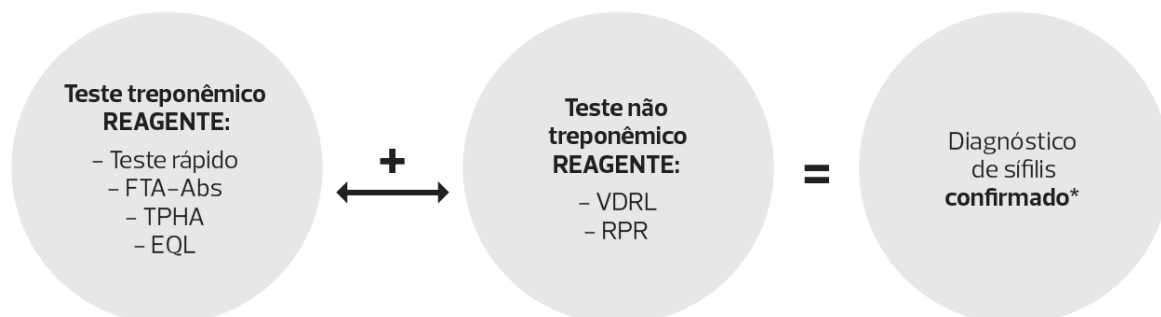 Teste treponêmico
REAGENTE:
– Teste rápido
– FTA-Abs
– TPHA
– EQL
+
Teste não
treponêmico
REAGENTE:
– VDRL
– RPR
=
Diagnóstico
de sífilis
confirmado*